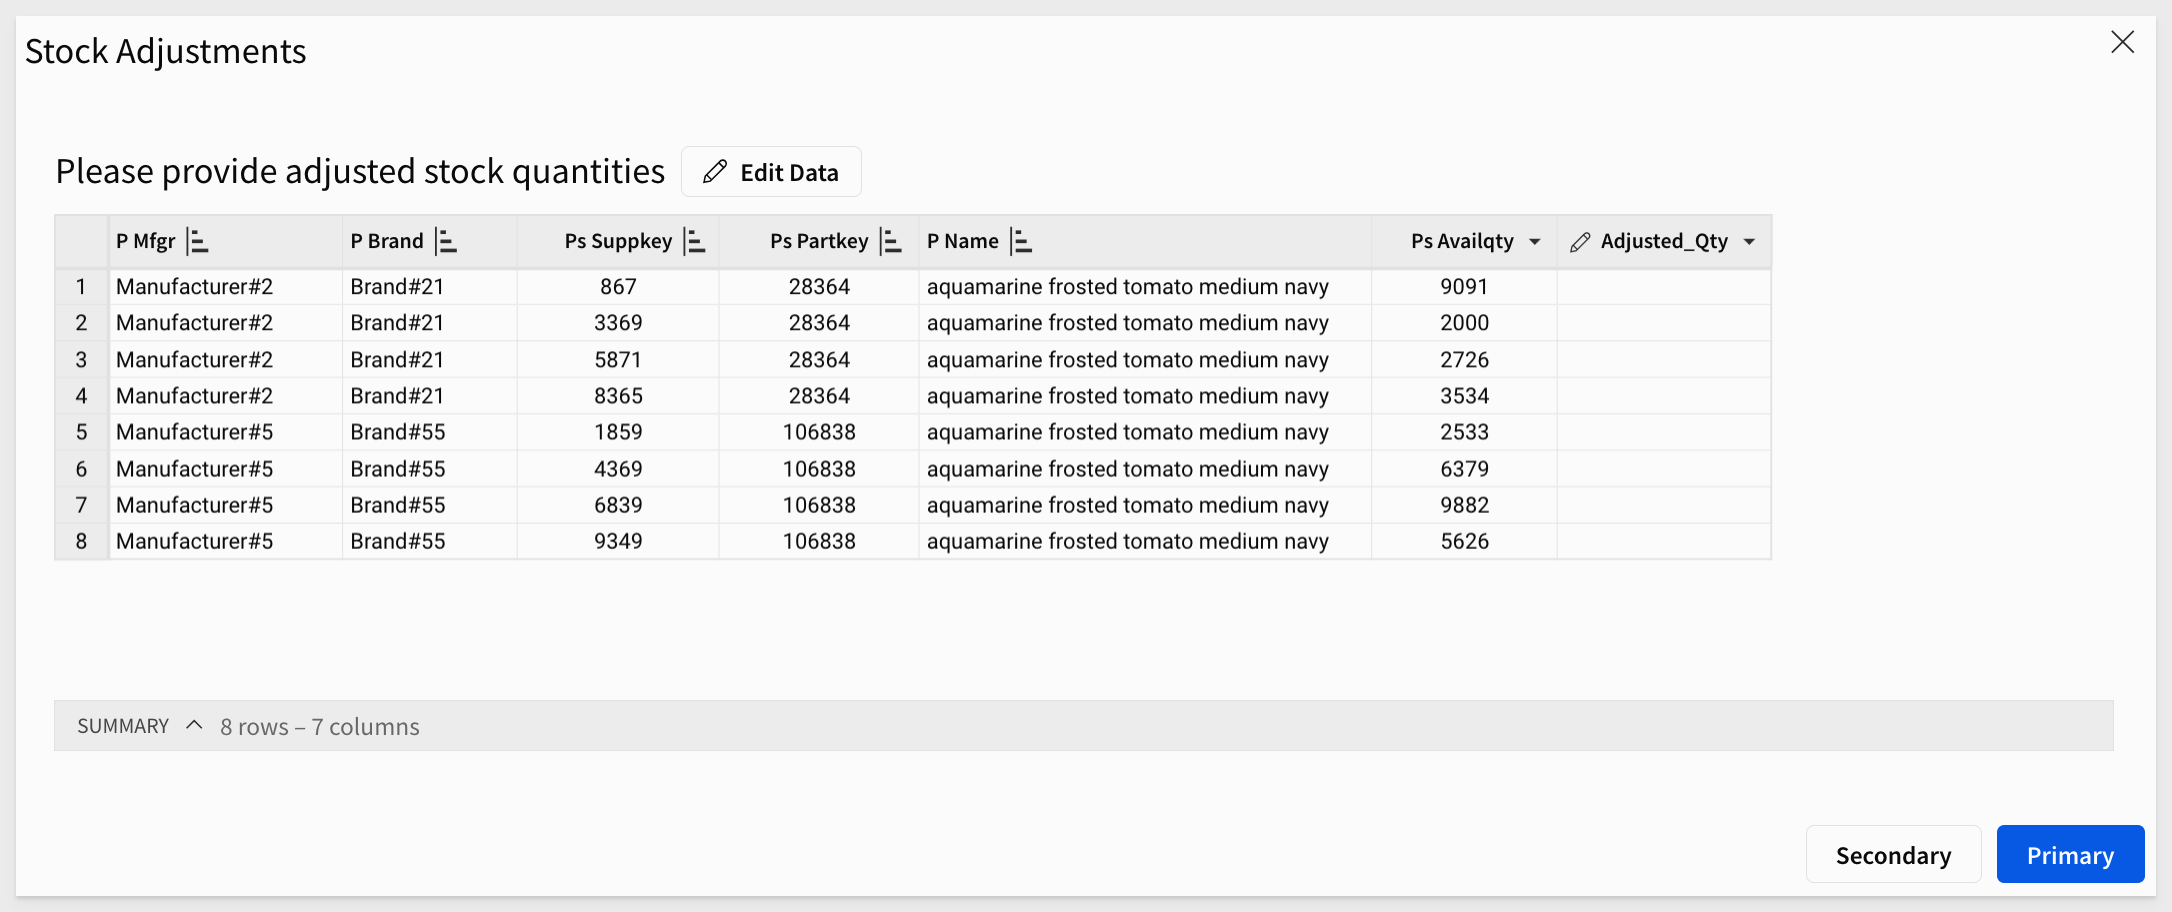 Stock Adjustments
Please provide adjusted stock quantities Edit Data
P Mfgr P Brand Ps Suppkey Ps Partkey P Name Ps Availqty Adjusted_Qty
1 Manufacturer#2 Brand#21 867 28364 aquamarine frosted tomato medium navy 9091
2 Manufacturer#2 Brand#21 3369 28364 aquamarine frosted tomato medium navy 2000
3 Manufacturer#2 Brand#21 5871 28364 aquamarine frosted tomato medium navy 2726
4 Manufacturer#2 Brand#21 8365 28364 aquamarine frosted tomato medium navy 3534
5 Manufacturer#5 Brand#55 1859 106838 aquamarine frosted tomato medium navy 2533
6 Manufacturer#5 Brand#55 4369 106838 aquamarine frosted tomato medium navy 6379
7 Manufacturer#5 Brand#55 6839 106838 aquamarine frosted tomato medium navy 9882
8 Manufacturer#5 Brand#55 9349 106838 aquamarine frosted tomato medium navy 5626
SUMMARY 8 rows – 7 columns
Secondary Primary